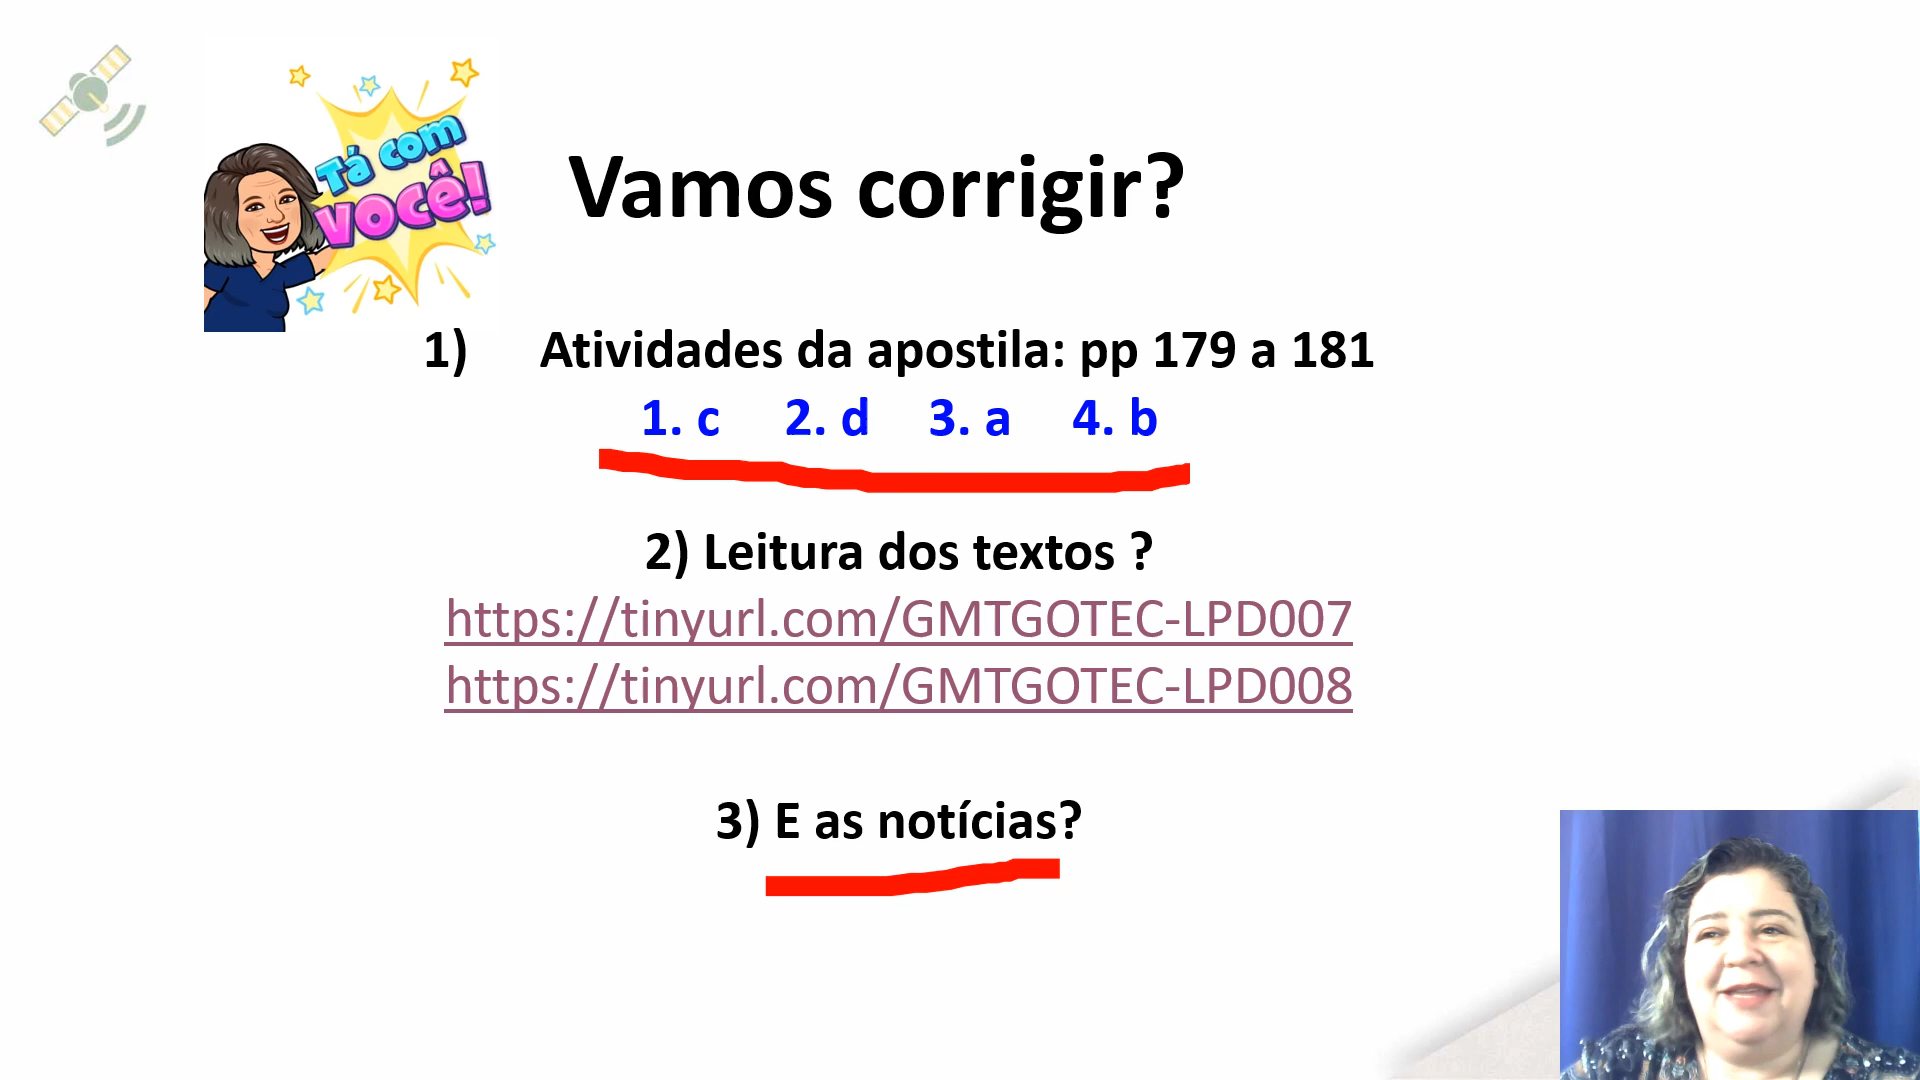 Tá com
VOCÊ!
Vamos corrigir?
1) Atividades da apostila: pp 179 a 181
1. c 2. d 3. a 4. b
2) Leitura dos textos ?
https://tinyurl.com/GMTGOTEC-LPD007
https://tinyurl.com/GMTGOTEC-LPD008
3) E as notícias?